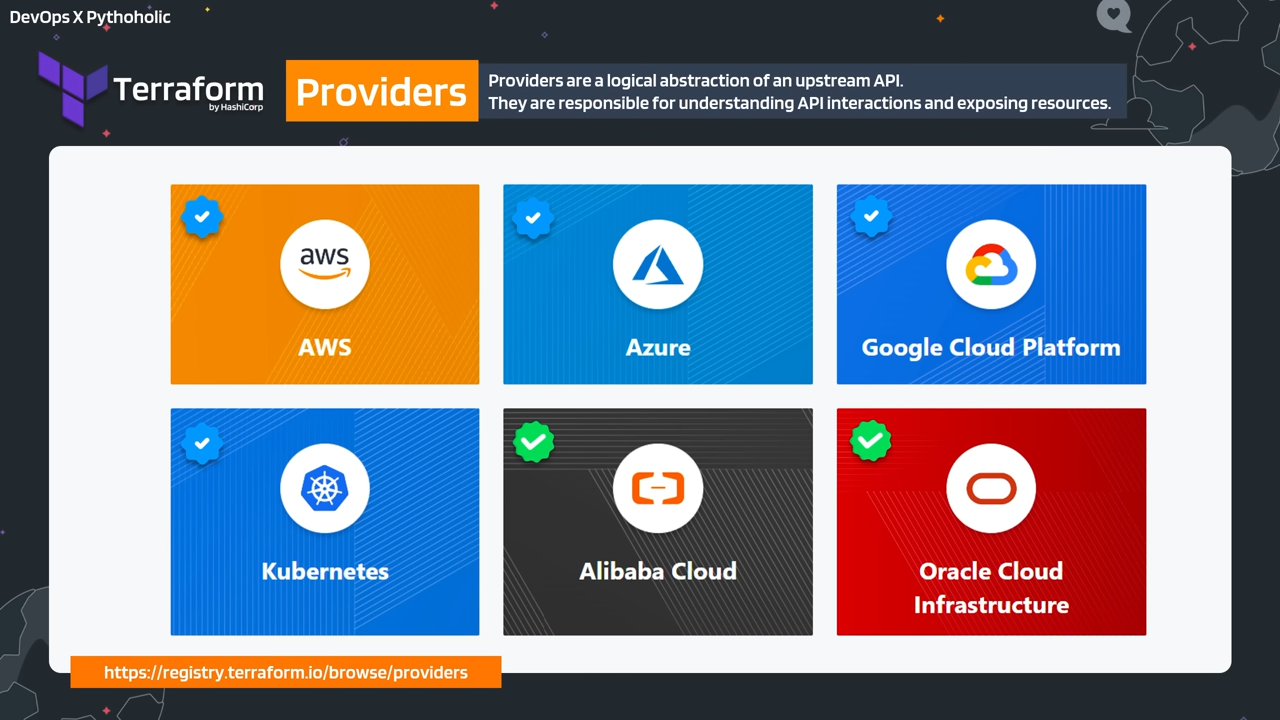 DevOps X Pythoholic
Terraform
by HashiCorp
Providers
Providers are a logical abstraction of an upstream API.
They are responsible for understanding API interactions and exposing resources.
aws
AWS
Azure
Google Cloud Platform
Kubernetes
Alibaba Cloud
Oracle Cloud
Infrastructure
https://registry.terraform.io/browse/providers